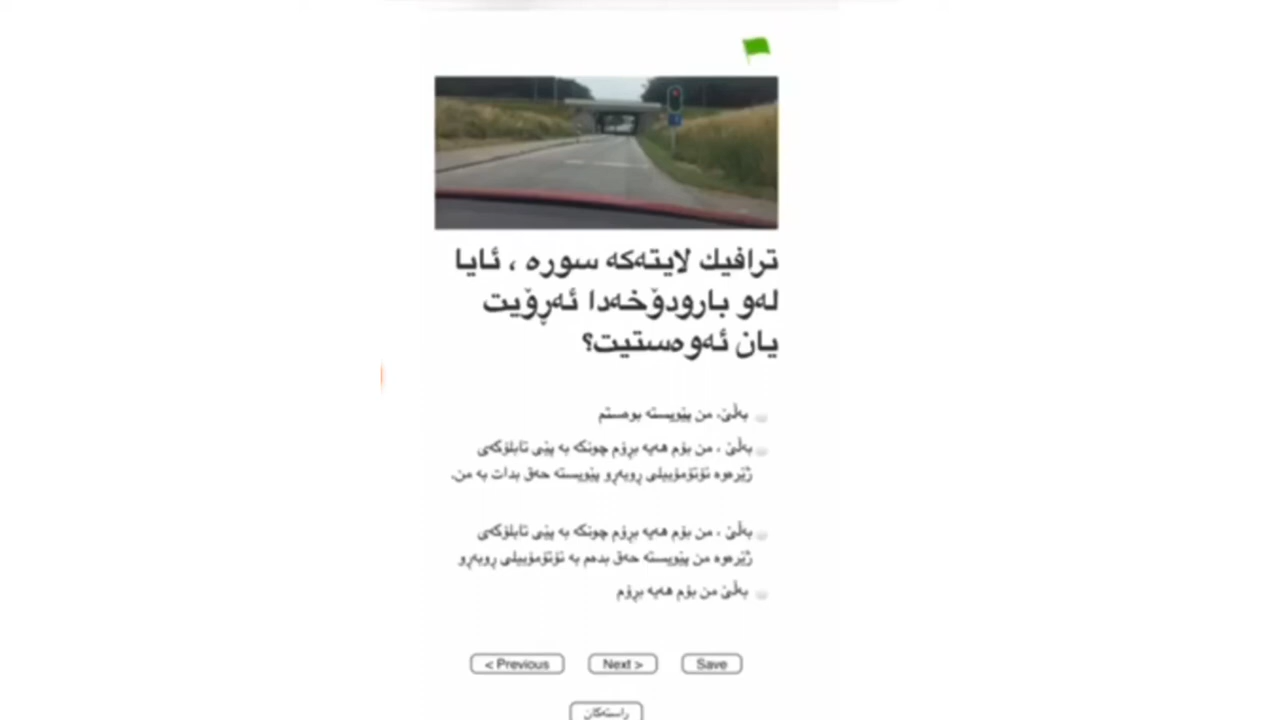 ترافیك لایتەکە سورە ، ئایا
لەو بارودۆخەدا ئەڕۆیت
یان ئەوەستیت؟
بەڵێ، من پێویستە بوەستم
بەڵێ ، من بۆم هەیە بڕۆم چونکە بە پێی تابلۆکەی
ژێرەوە ئۆتۆمۆبیلی ڕوبەڕو پێویستە حەق بدات بە من.
بەڵێ ، من بۆم هەیە بڕۆم چونکە بە پێی تابلۆکەی
ژێرەوە من پێویستە حەق بدەم بە ئۆتۆمۆبیلی ڕوبەڕو
بەڵێ من بۆم هەیە بڕۆم
< Previous
Next >
Save
ڕاستەکان